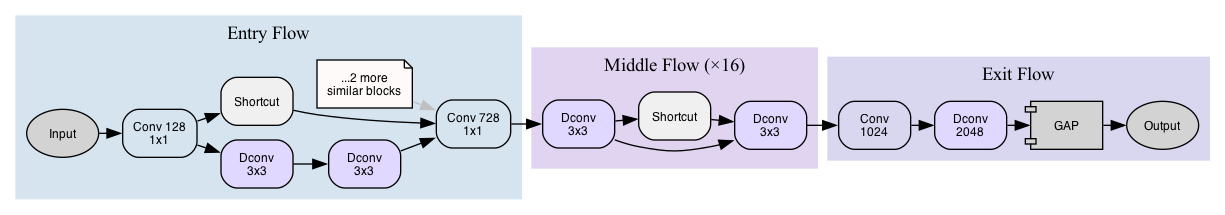 Entry Flow
Input
Conv 128
1x1
Shortcut
Dconv
3x3
Dconv
3x3
...2 more
similar blocks
Conv 728
1x1
Middle Flow (×16)
Dconv
3x3
Shortcut
Dconv
3x3
Exit Flow
Conv
1024
Dconv
2048
GAP
Output